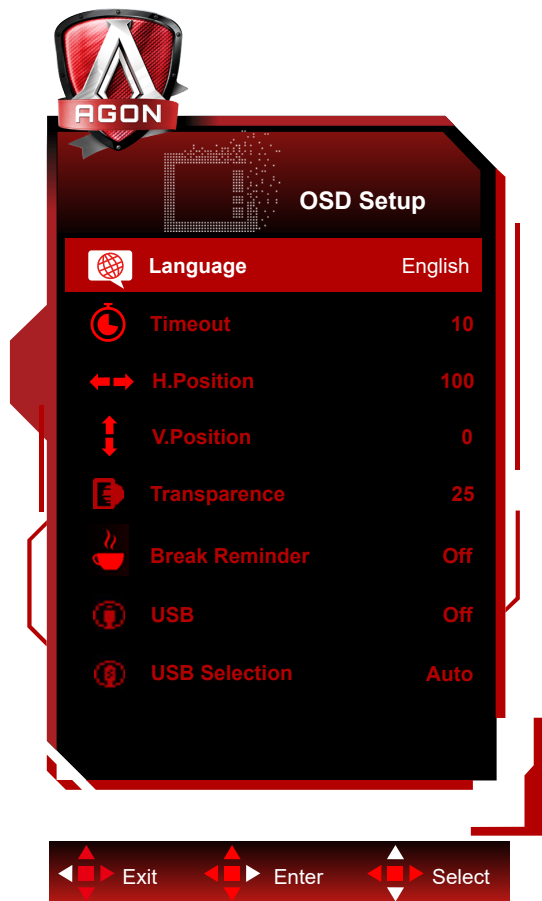 AGON
OSD Setup
Language English
Timeout 10
H.Position 100
V.Position 0
Transparence 25
Break Reminder Off
USB Off
USB Selection Auto
Exit Enter Select